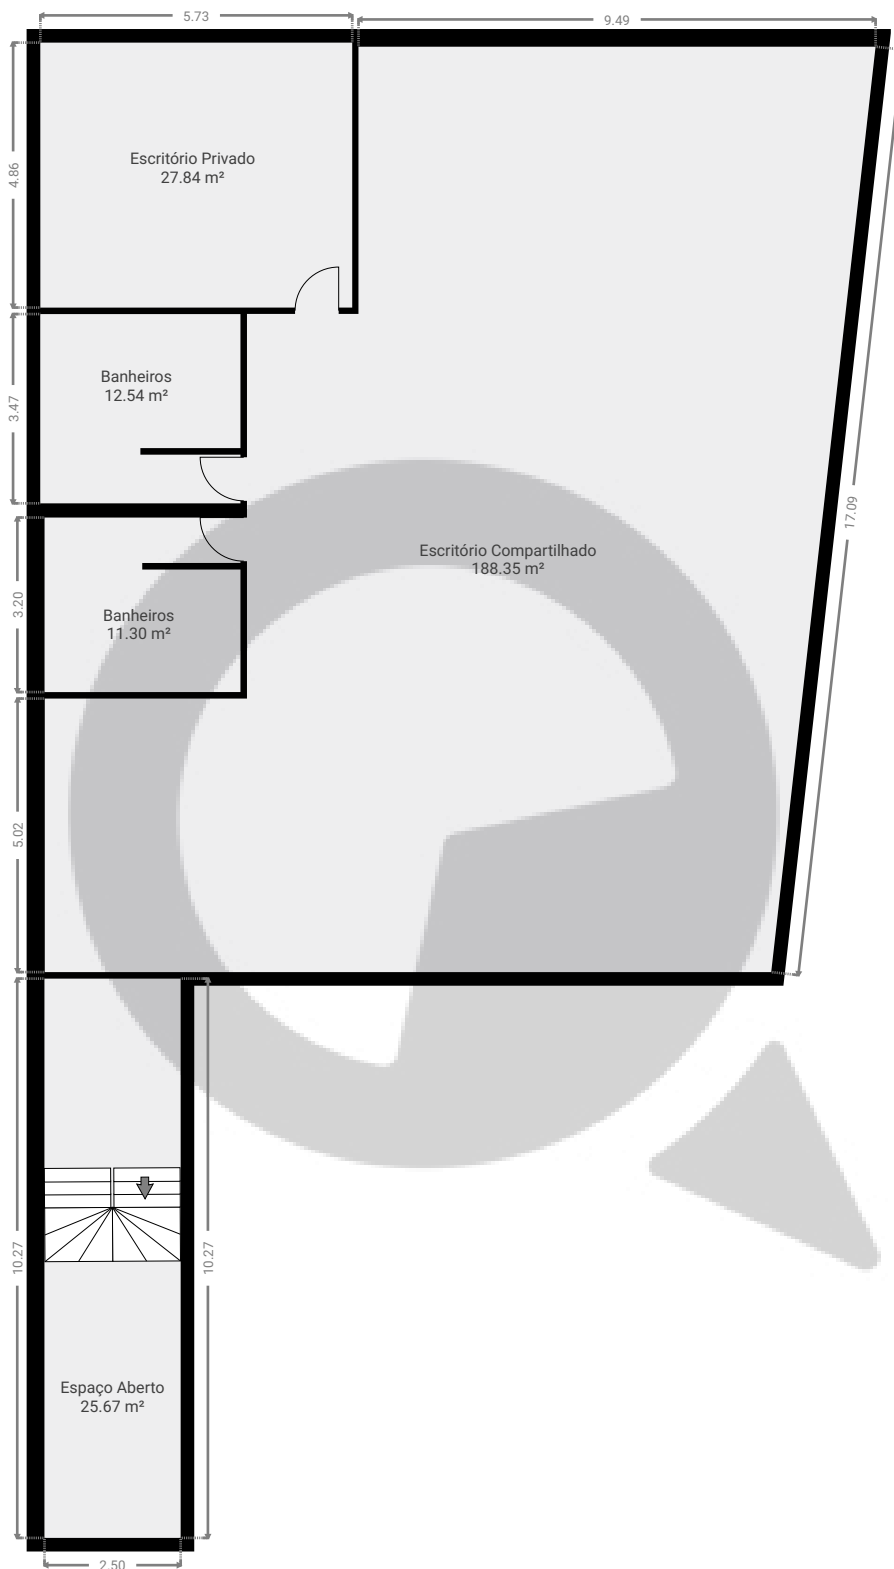 5.73
9.49
4.86
Escritório Privado
27.84 m²
3.47
Banheiros
12.54 m²
17.09
Escritório Compartilhado
188.35 m²
3.20
Banheiros
11.30 m²
5.02
10.27
10.27
Espaço Aberto
25.67 m²
2.50